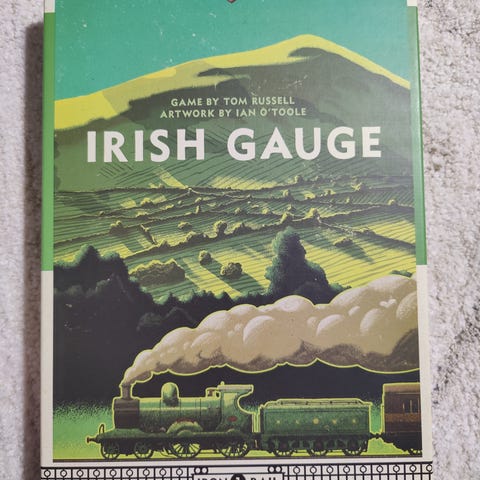 GAME BY TOM RUSSELL
ARTWORK BY IAN O'TOOLE
IRISH GAUGE